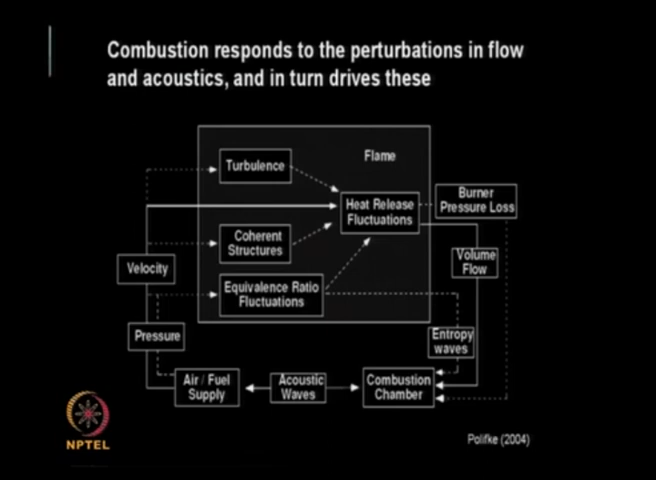 Combustion responds to the perturbations in flow
and acoustics, and in turn drives these
Turbulence
Flame
Heat Release
Fluctuations
Burner
Pressure Loss
Coherent
Structures
Volume
Flow
Velocity
Equivalence Ratio
Fluctuations
Pressure
Entropy
waves
Air / Fuel
Supply
Acoustic
Waves
Combustion
Chamber
NPTEL
Polifke (2004)